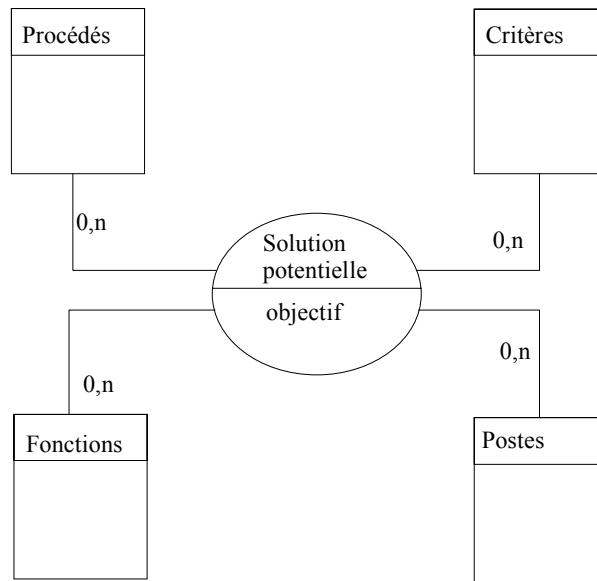 Procédés
Critères
0,n
0,n
Solution
potentielle
objectif
0,n
0,n
Fonctions
Postes